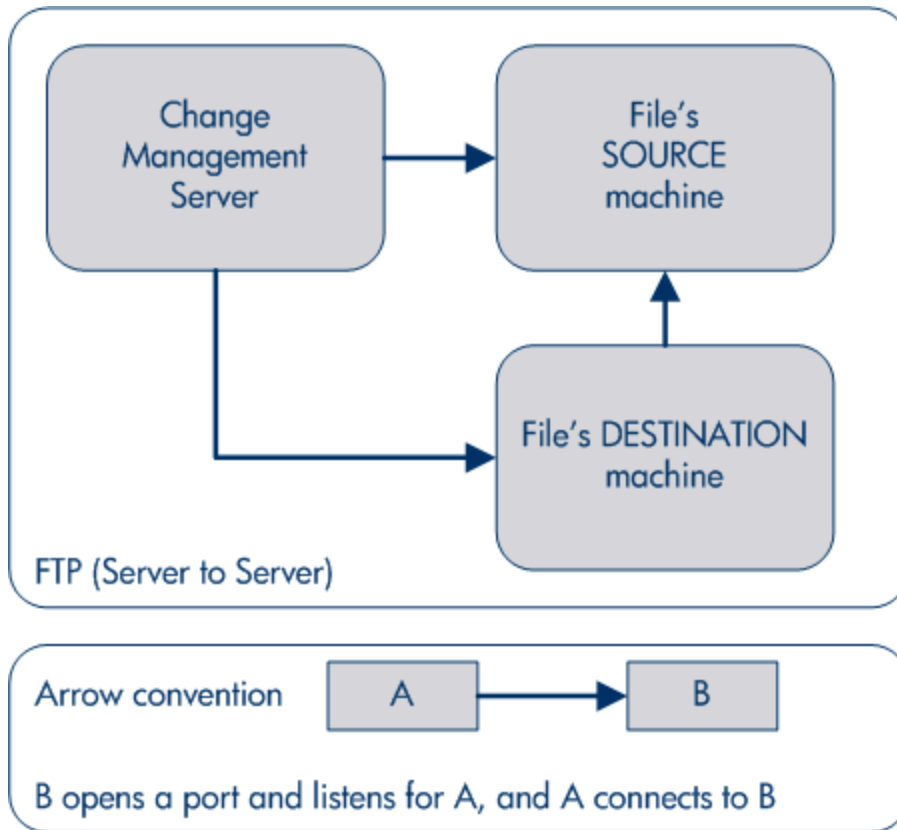 Change
Management
Server
File's
SOURCE
machine
File's DESTINATION
machine
FTP (Server to Server)
Arrow convention
A
B
B opens a port and listens for A, and A connects to B